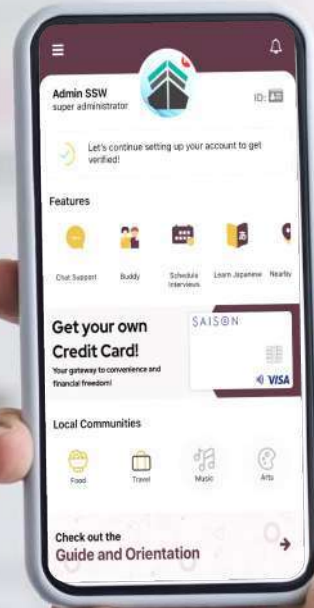 Admin SSW
super administrator
ID:
Let's continue setting up your account to get
verified!
Features
Chat Support
Buddy
Schedule
Interviews
Learn Japanese
Nearby
あ
Get your own
Credit Card!
Your gateway to convenience and
financial freedom!
SAISON
VISA
Local Communities
Food
Travel
Music
Arts
Check out the
Guide and Orientation